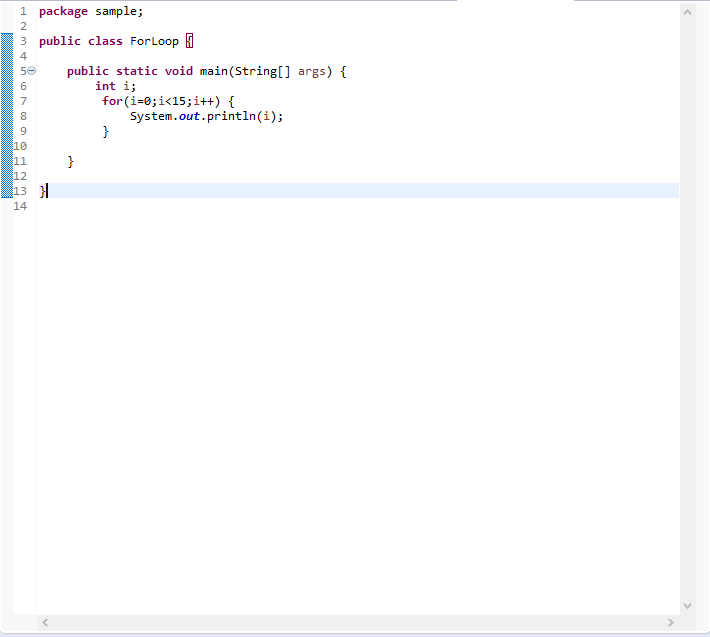 1 package sample;
2
3 public class ForLoop {
4
5 public static void main(String[] args) {
6 int i;
7 for(i=0;i<15;i++) {
8 System.out.println(i);
9 }
10
11 }
12
13 }
14